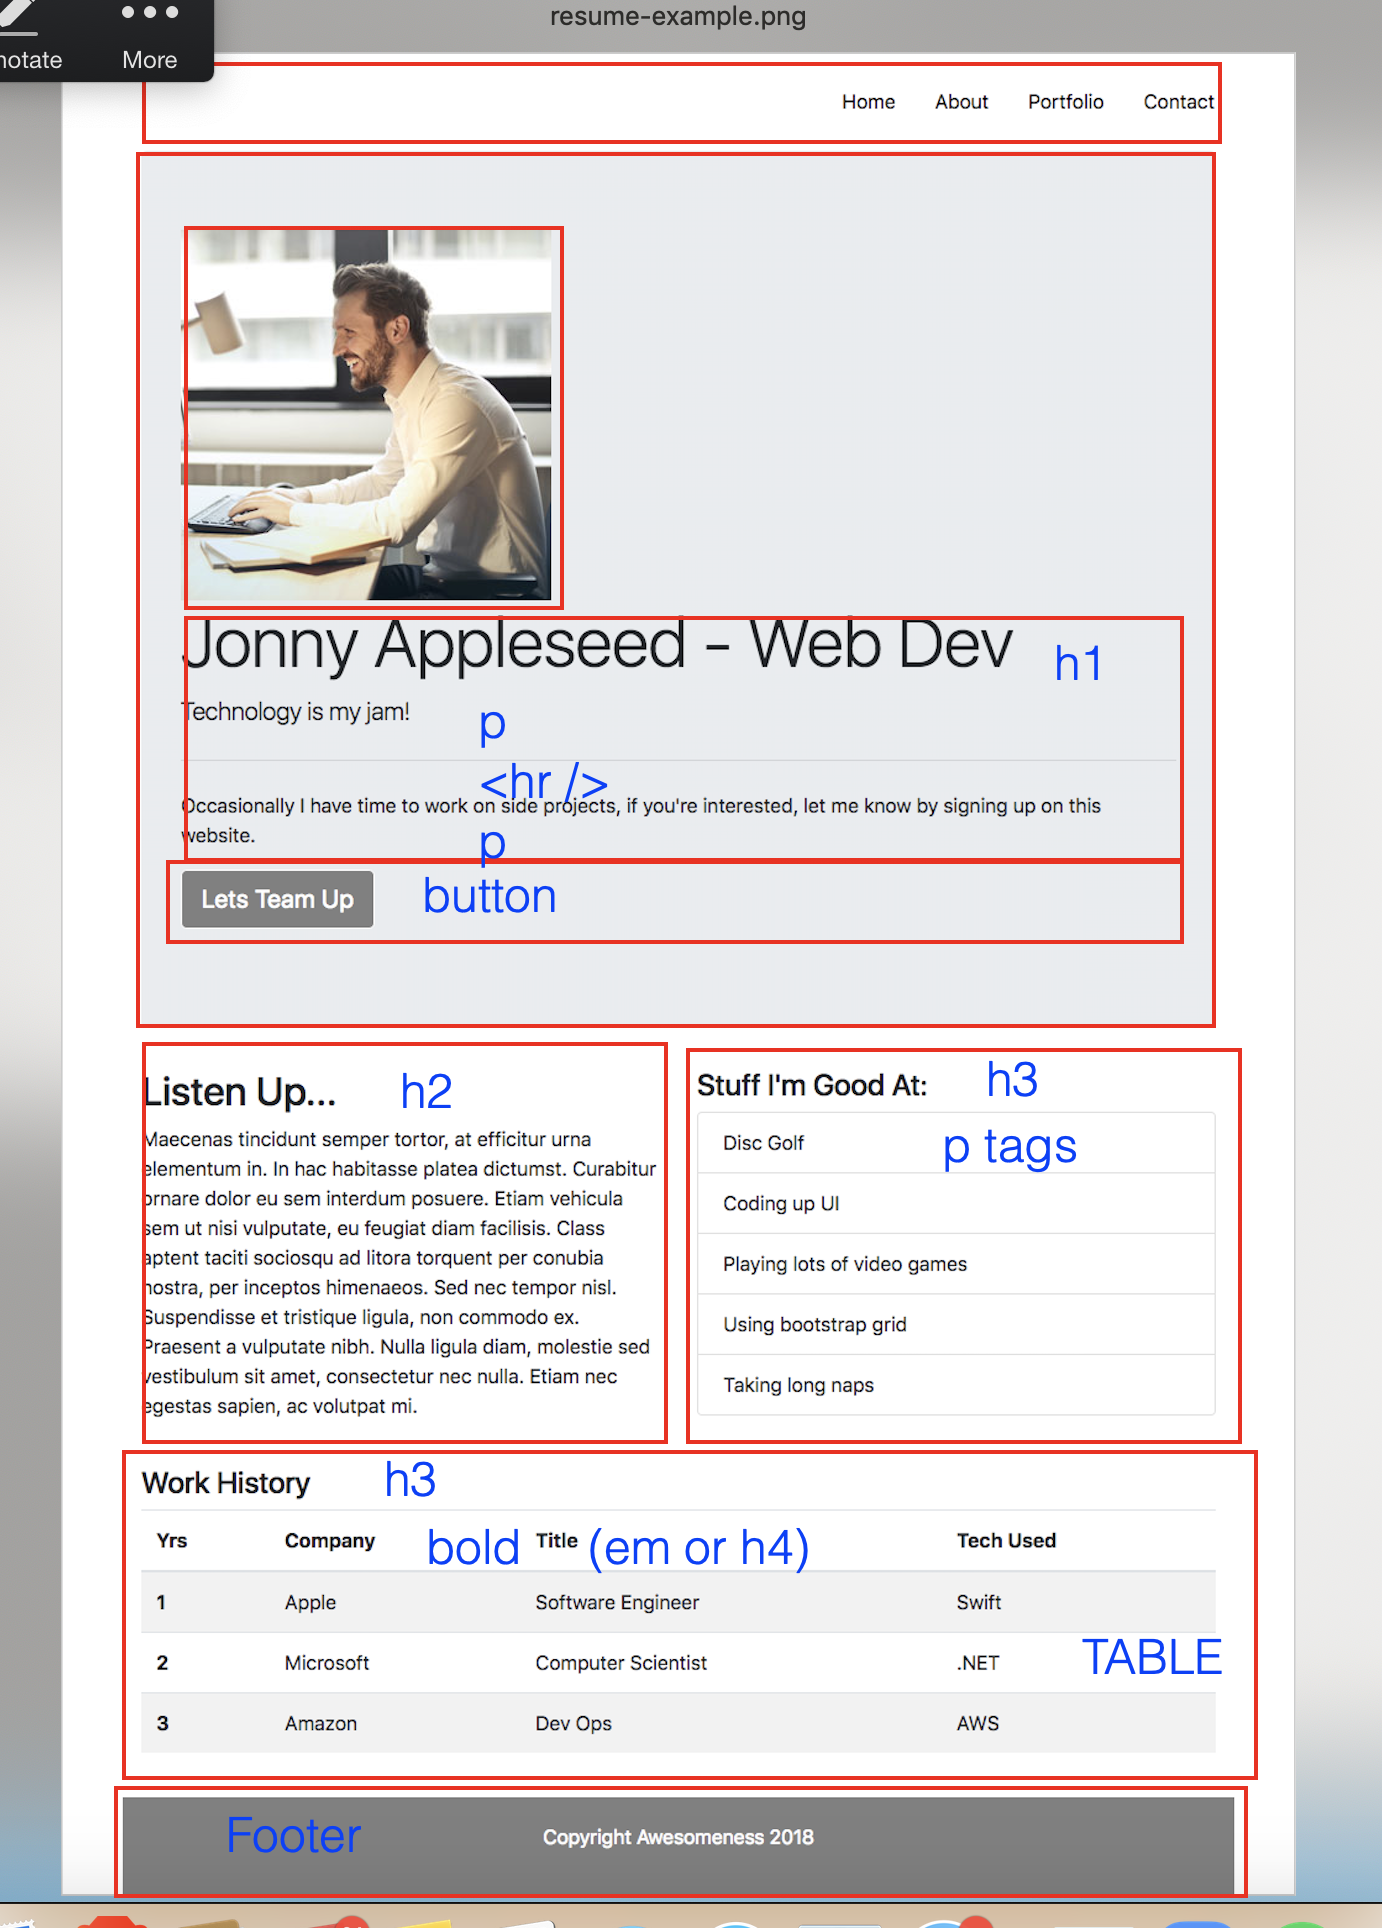 resume-example.png
notate More
Home About Portfolio Contact
Jonny Appleseed - Web Dev h1
Technology is my jam! p
<hr />
Occasionally I have time to work on side projects, if you're interested, let me know by signing up on this
website.
p
Lets Team Up button
Listen Up... h2
Maecenas tincidunt semper tortor, at efficitur urna
elementum in. In hac habitasse platea dictumst. Curabitur
ornare dolor eu sem interdum posuere. Etiam vehicula
sem ut nisi vulputate, eu feugiat diam facilisis. Class
aptent taciti sociosqu ad litora torquent per conubia
nostra, per inceptos himenaeos. Sed nec tempor nisl.
Suspendisse et tristique ligula, non commodo ex.
Praesent a vulputate nibh. Nulla ligula diam, molestie sed
vestibulum sit amet, consectetur nec nulla. Etiam nec
egestas sapien, ac volutpat mi.
Stuff I'm Good At: h3
Disc Golf p tags
Coding up UI
Playing lots of video games
Using bootstrap grid
Taking long naps
Work History h3
Yrs Company bold Title (em or h4) Tech Used
1 Apple Software Engineer Swift
2 Microsoft Computer Scientist .NET TABLE
3 Amazon Dev Ops AWS
Footer Copyright Awesomeness 2018